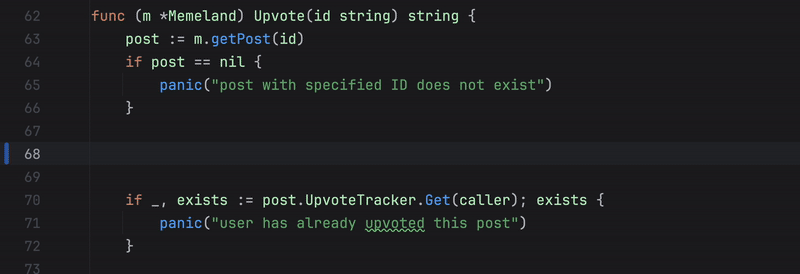 62 func (m *Memeland) Upvote(id string) string {
63     post := m.getPost(id)
64     if post == nil {
65         panic("post with specified ID does not exist")
66     }
67
68
69
70     if _, exists := post.UpvoteTracker.Get(caller); exists {
71         panic("user has already upvoted this post")
72     }
73